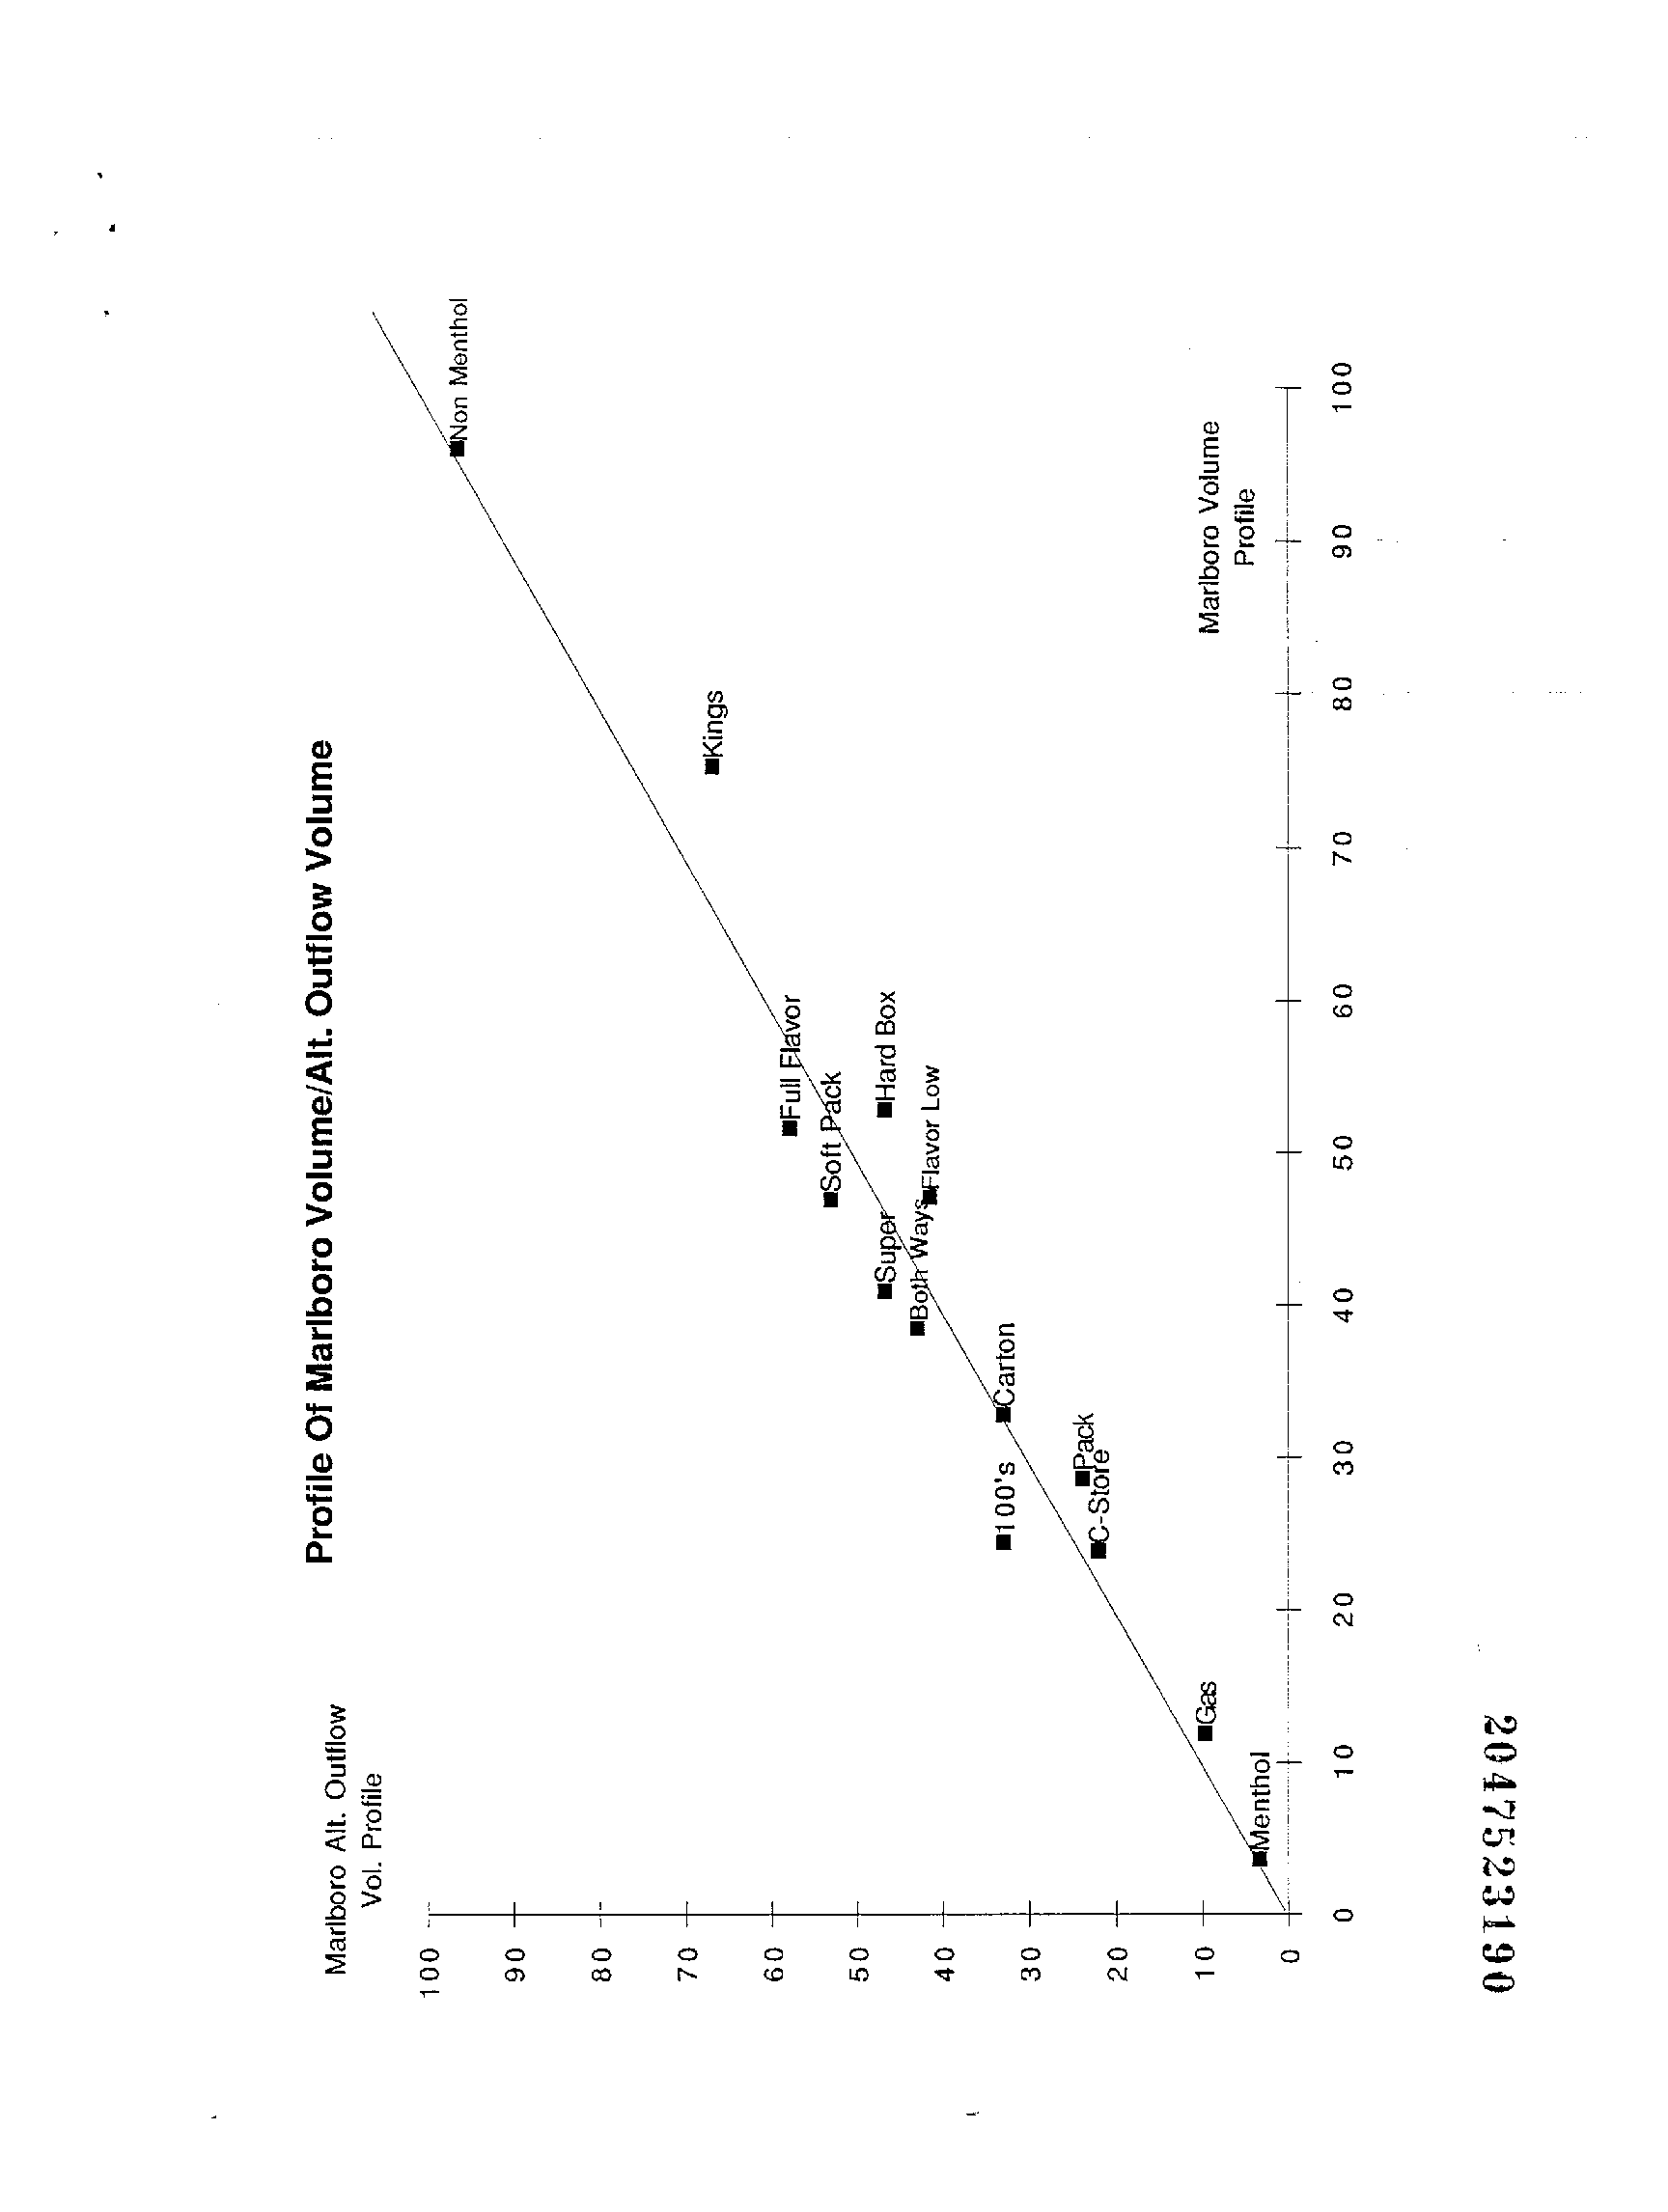 Profile Of Marlboro Volume/Alt. Outflow Volume
Marlboro Alt. Outflow
Vol. Profile
100
90
80
70
60
50
40
30
20
10
0
Non Menthol
Kings
Full Flavor
Soft Pack
Super
Hard Box
Both Ways
Flavor Low
Carton
100's
Pack
C-Store
Gas
Menthol
Marlboro Volume
Profile
0 10 20 30 40 50 60 70 80 90 100
2047523190